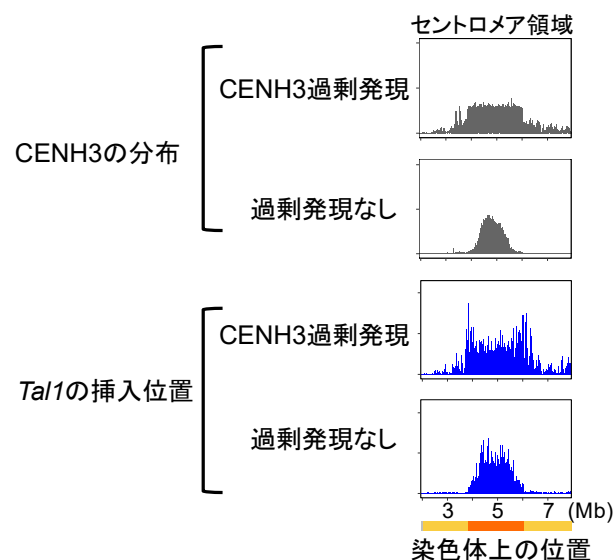 セントロメア領域
CENH3過剰発現
CENH3の分布
過剰発現なし
CENH3過剰発現
Tal1の挿入位置
過剰発現なし
3 5 7 (Mb)
染色体上の位置